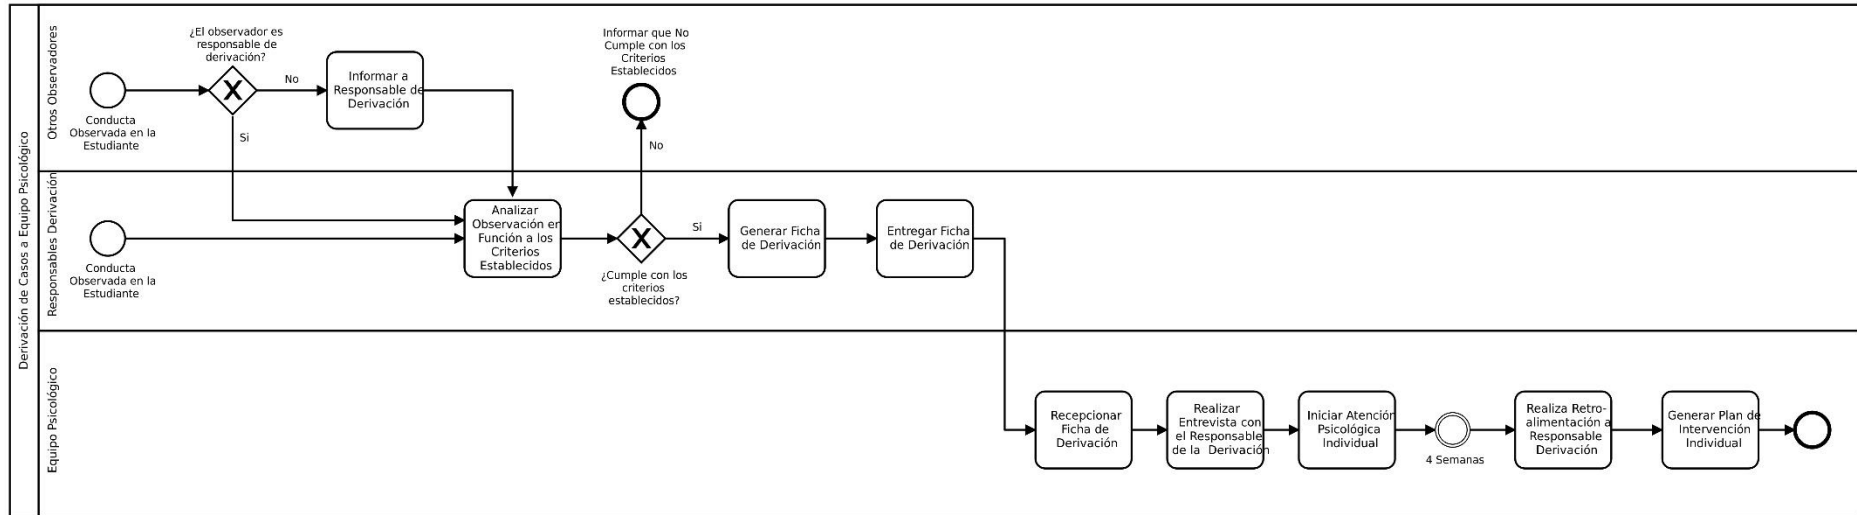 Derivación de Casos a Equipo Psicológico
Otros Observadores
Conducta
Observada en la
Estudiante
¿El observador es
responsable de
derivación?
No
Si
Informar a
Responsable de
Derivación
Informar que No
Cumple con los
Criterios
Establecidos
No
Responsables Derivación
Conducta
Observada en la
Estudiante
Analizar
Observación en
Función a los
Criterios
Establecidos
¿Cumple con los
criterios
establecidos?
Si
Generar Ficha
de Derivación
Entregar Ficha
de Derivación
Equipo Psicológico
Recepcionar
Ficha de
Derivación
Realizar
Entrevista con
el Responsable
de la Derivación
Iniciar Atención
Psicológica
Individual
4 Semanas
Realiza Retro-
alimentación a
Responsable
Derivación
Generar Plan de
Intervención
Individual